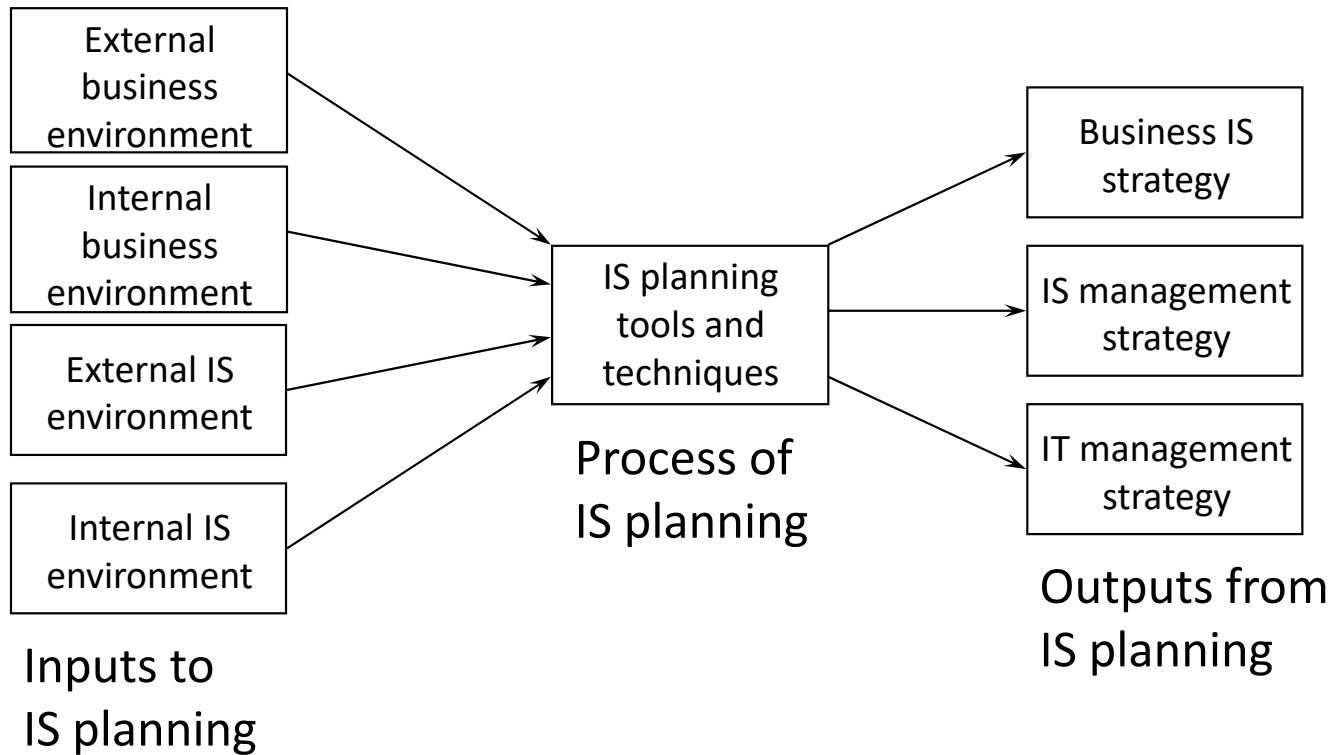 External
business
environment
Internal
business
environment
External IS
environment
Internal IS
environment
Inputs to
IS planning
IS planning
tools and
techniques
Process of
IS planning
Business IS
strategy
IS management
strategy
IT management
strategy
Outputs from
IS planning